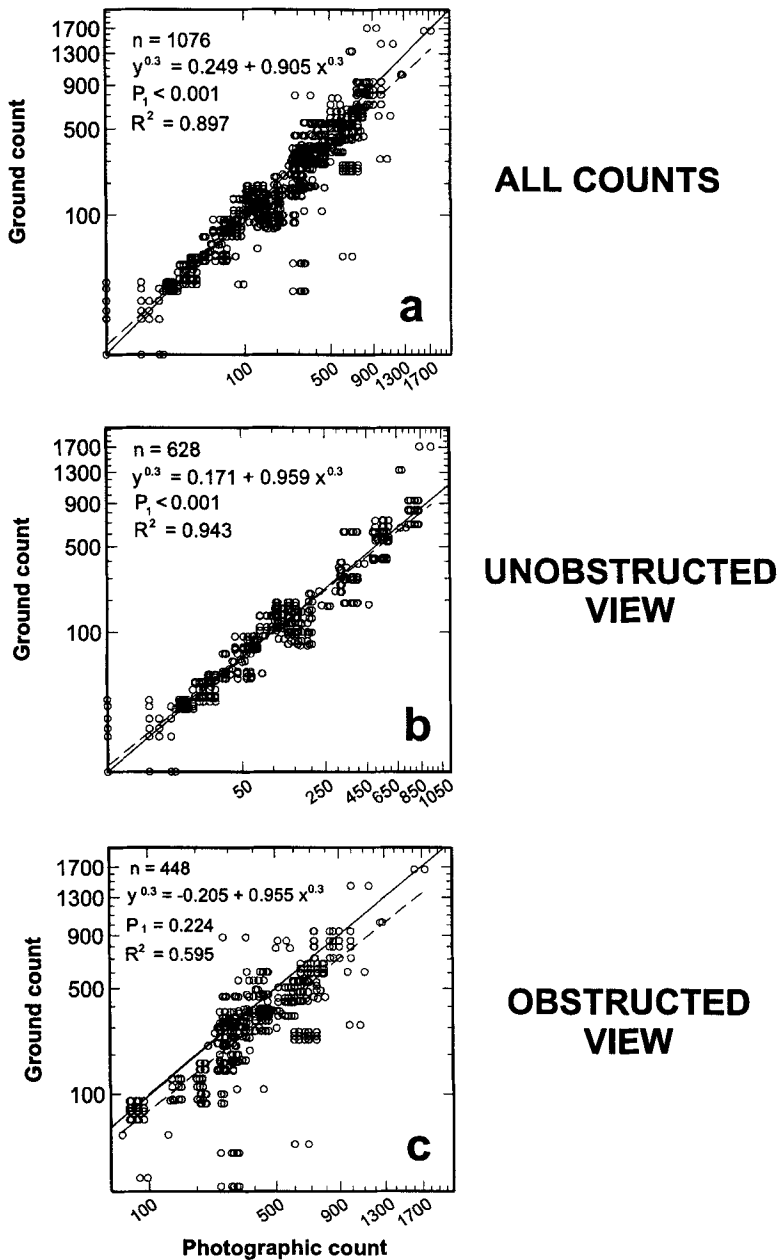 1700
1300
900
500
100
Ground count
n = 1076
y^0.3 = 0.249 + 0.905 x^0.3
P₁ < 0.001
R² = 0.897
a
100
500
900
1300
1700
ALL COUNTS
1700
1300
900
500
100
Ground count
n = 628
y^0.3 = 0.171 + 0.959 x^0.3
P₁ < 0.001
R² = 0.943
b
50
250
450
650
850
1050
UNOBSTRUCTED
VIEW
1700
1300
900
500
100
Ground count
n = 448
y^0.3 = -0.205 + 0.955 x^0.3
P₁ = 0.224
R² = 0.595
c
100
500
900
1300
1700
OBSTRUCTED
VIEW
Photographic count